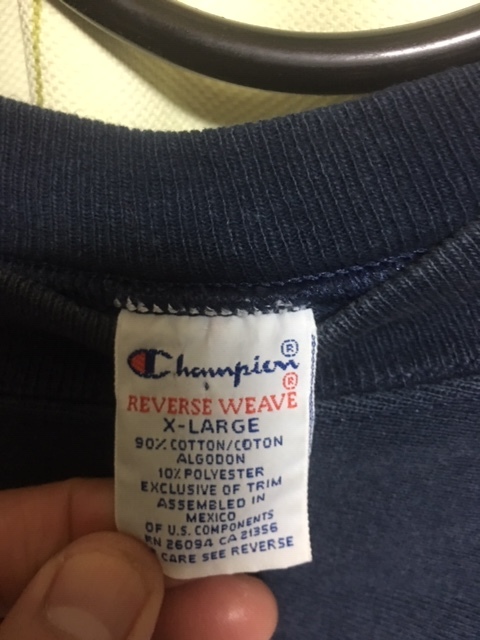 Champion ®
®
REVERSE WEAVE
X-LARGE
90% COTTON/COTON
ALGODON
10% POLYESTER
EXCLUSIVE OF TRIM
ASSEMBLED IN
MEXICO
OF U.S. COMPONENTS
RN 26094 CA 21356
CARE SEE REVERSE